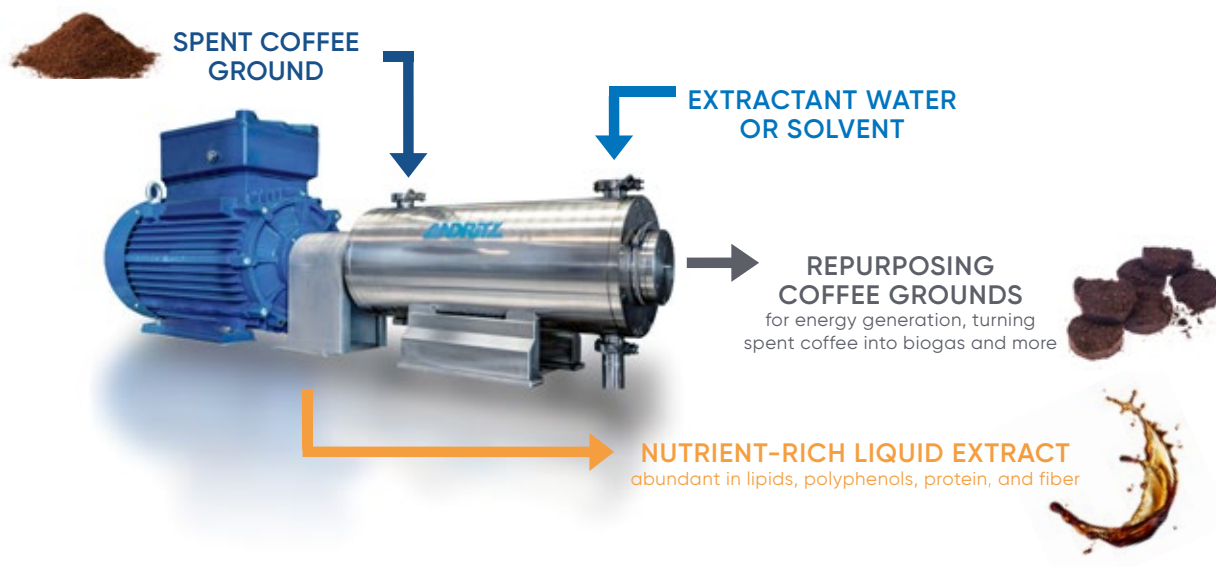 SPENT COFFEE
GROUND
EXTRACTANT WATER
OR SOLVENT
ANDRITZ
REPURPOSING
COFFEE GROUNDS
for energy generation, turning
spent coffee into biogas and more
NUTRIENT-RICH LIQUID EXTRACT
abundant in lipids, polyphenols, protein, and fiber